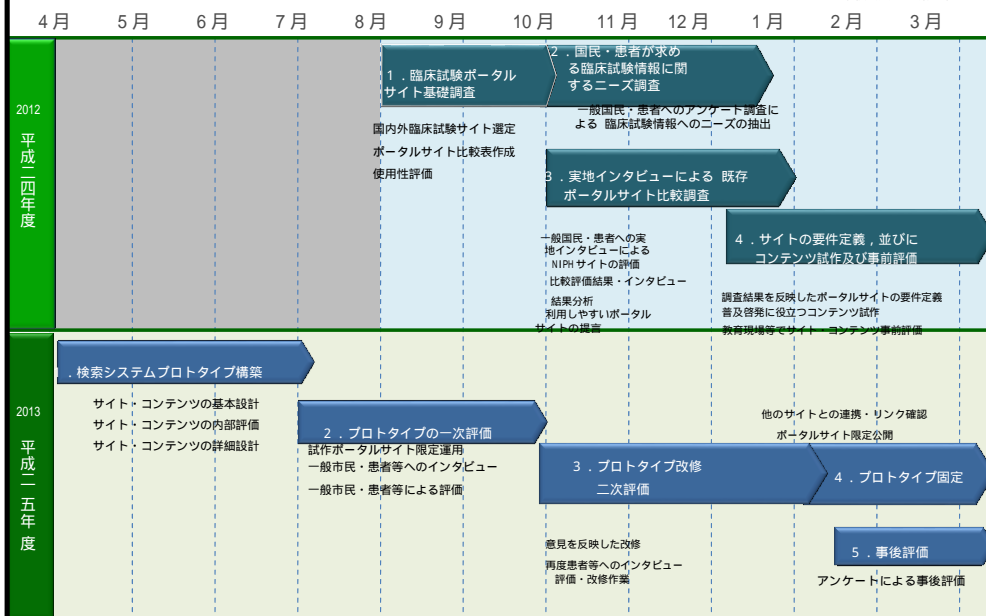 4月 5月 6月 7月 8月 9月 10月 11月 12月 1月 2月 3月
2012
平成二四年度
1．臨床試験ポータル
サイト基礎調査
国内外臨床試験サイト選定
ポータルサイト比較表作成
使用性評価
2．国民・患者が求め
る臨床試験情報に関
するニーズ調査
一般国民・患者へのアンケート調査に
よる 臨床試験情報へのニーズの抽出
3．実地インタビューによる 既存
ポータルサイト比較調査
一般国民・患者への実
地インタビューによる
NIPHサイトの評価
比較評価結果・インタビュー
結果分析
利用しやすいポータル
サイトの提言
4．サイトの要件定義，並びに
コンテンツ試作及び事前評価
調査結果を反映したポータルサイトの要件定義
普及啓発に役立つコンテンツ試作
教育現場等でサイト・コンテンツ事前評価
2013
平成二五年度
．検索システムプロトタイプ構築
サイト・コンテンツの基本設計
サイト・コンテンツの内部評価
サイト・コンテンツの詳細設計
2．プロトタイプの一次評価
試作ポータルサイト限定運用
一般市民・患者等へのインタビュー
一般市民・患者等による評価
3．プロトタイプ改修
二次評価
意見を反映した改修
再度患者等へのインタビュー
評価・改修作業
他のサイトとの連携・リンク確認
ポータルサイト限定公開
4．プロトタイプ固定
5．事後評価
アンケートによる事後評価